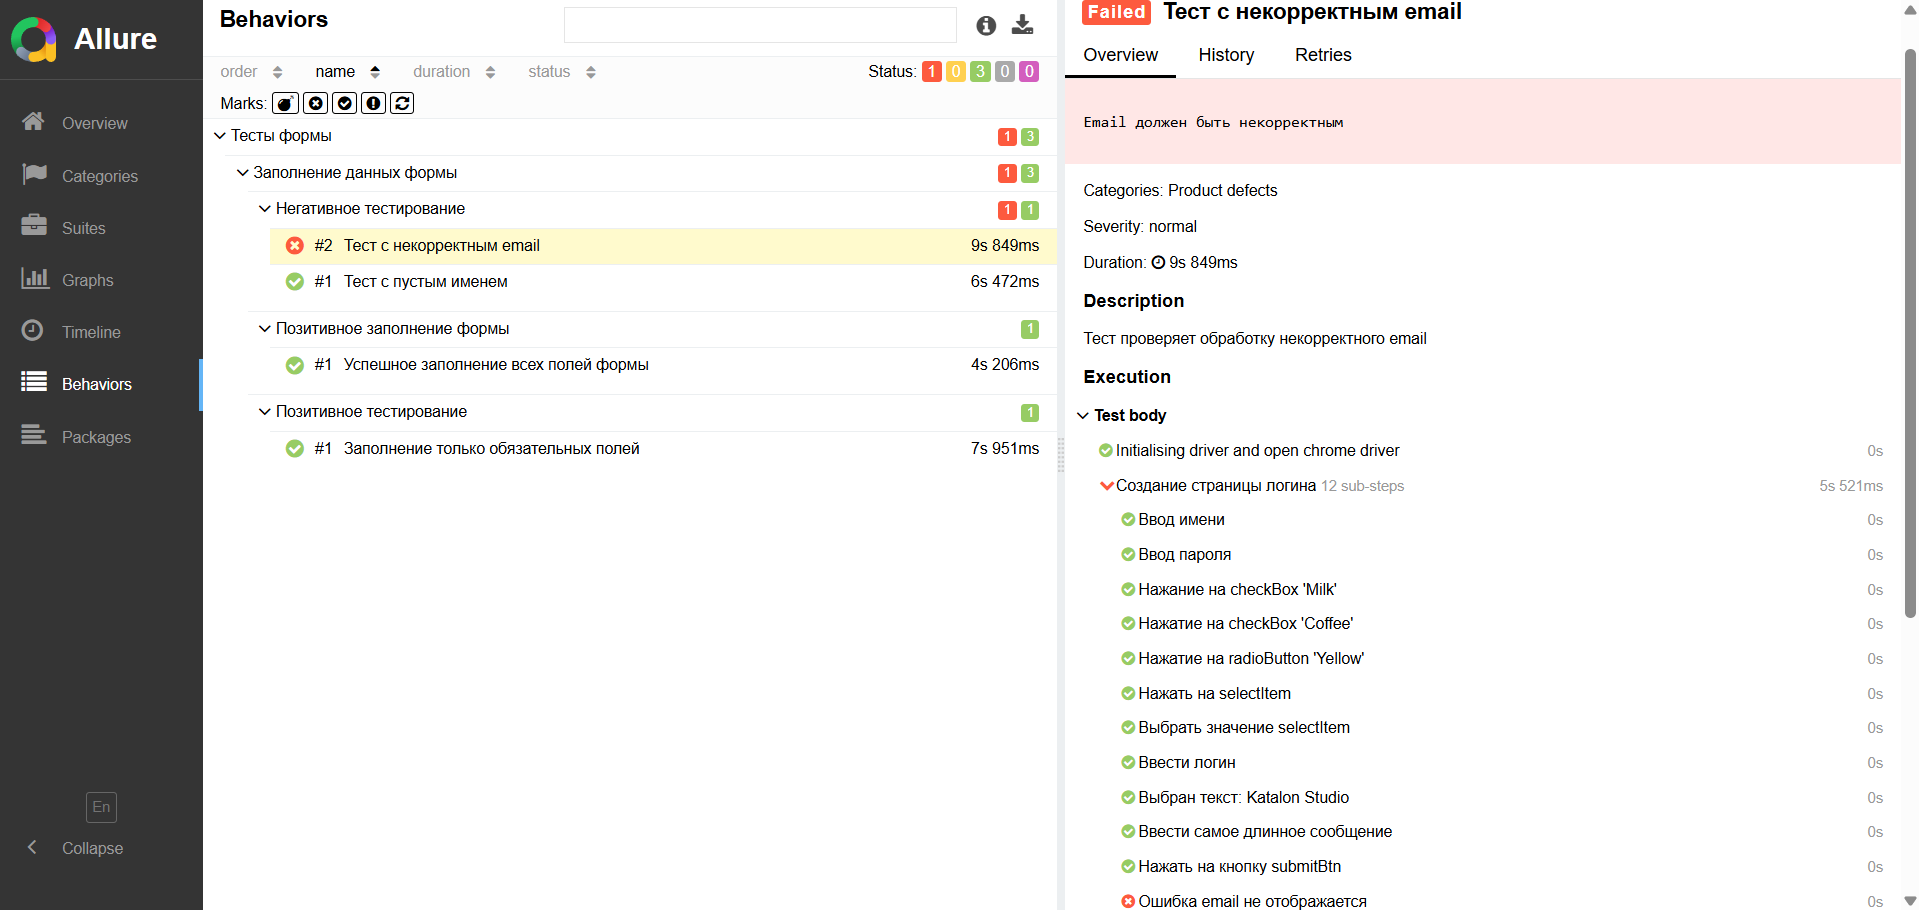 Allure
Overview
Categories
Suites
Graphs
Timeline
Behaviors
Packages
En
Collapse
Behaviors
order name duration status Status: 1 0 3 0 0
Marks:
Тесты формы 1 3
Заполнение данных формы 1 3
Негативное тестирование 1 1
#2 Тест с некорректным email 9s 849ms
#1 Тест с пустым именем 6s 472ms
Позитивное заполнение формы 1
#1 Успешное заполнение всех полей формы 4s 206ms
Позитивное тестирование 1
#1 Заполнение только обязательных полей 7s 951ms
Failed Тест с некорректным email
Overview History Retries
Email должен быть некорректным
Categories: Product defects
Severity: normal
Duration: 9s 849ms
Description
Тест проверяет обработку некорректного email
Execution
Test body
Initialising driver and open chrome driver 0s
Создание страницы логина 12 sub-steps 5s 521ms
Ввод имени 0s
Ввод пароля 0s
Нажание на checkBox 'Milk' 0s
Нажатие на checkBox 'Coffee' 0s
Нажатие на radioButton 'Yellow' 0s
Нажать на selectItem 0s
Выбрать значение selectItem 0s
Ввести логин 0s
Выбран текст: Katalon Studio 0s
Ввести самое длинное сообщение 0s
Нажать на кнопку submitBtn 0s
Ошибка email не отображается 0s